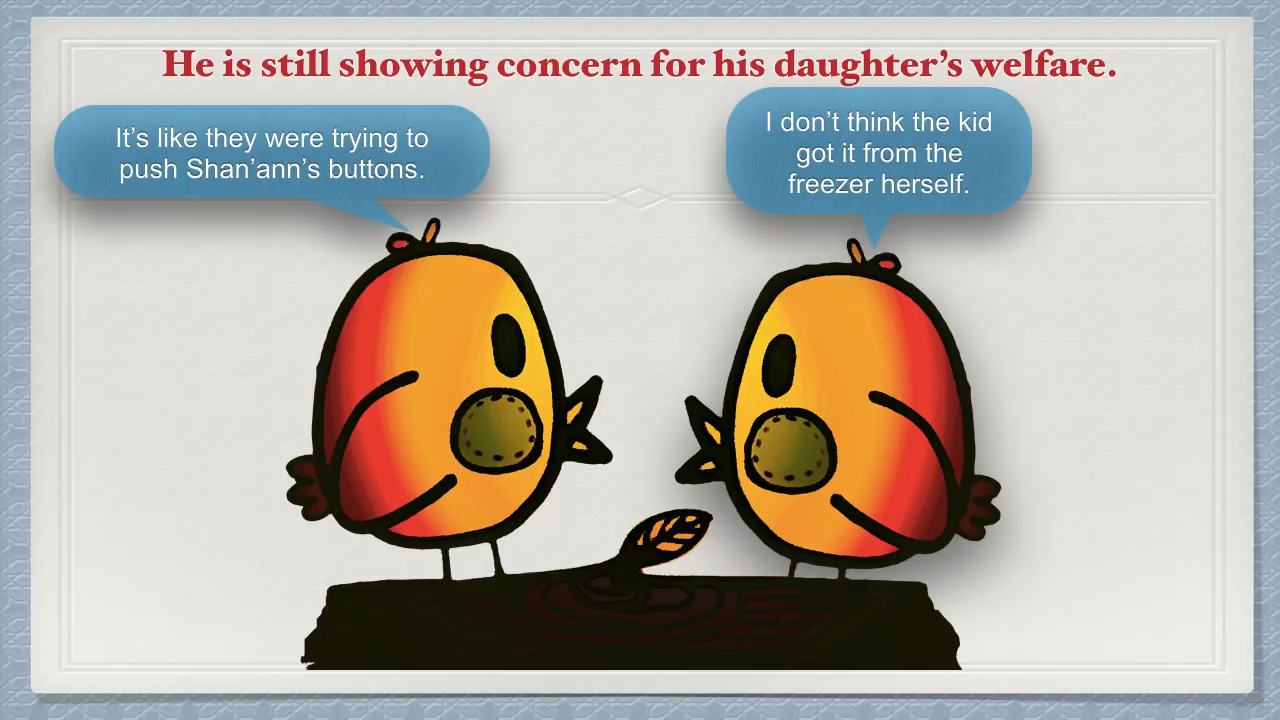 He is still showing concern for his daughter’s welfare.
It’s like they were trying to
push Shan’ann’s buttons.
I don’t think the kid
got it from the
freezer herself.